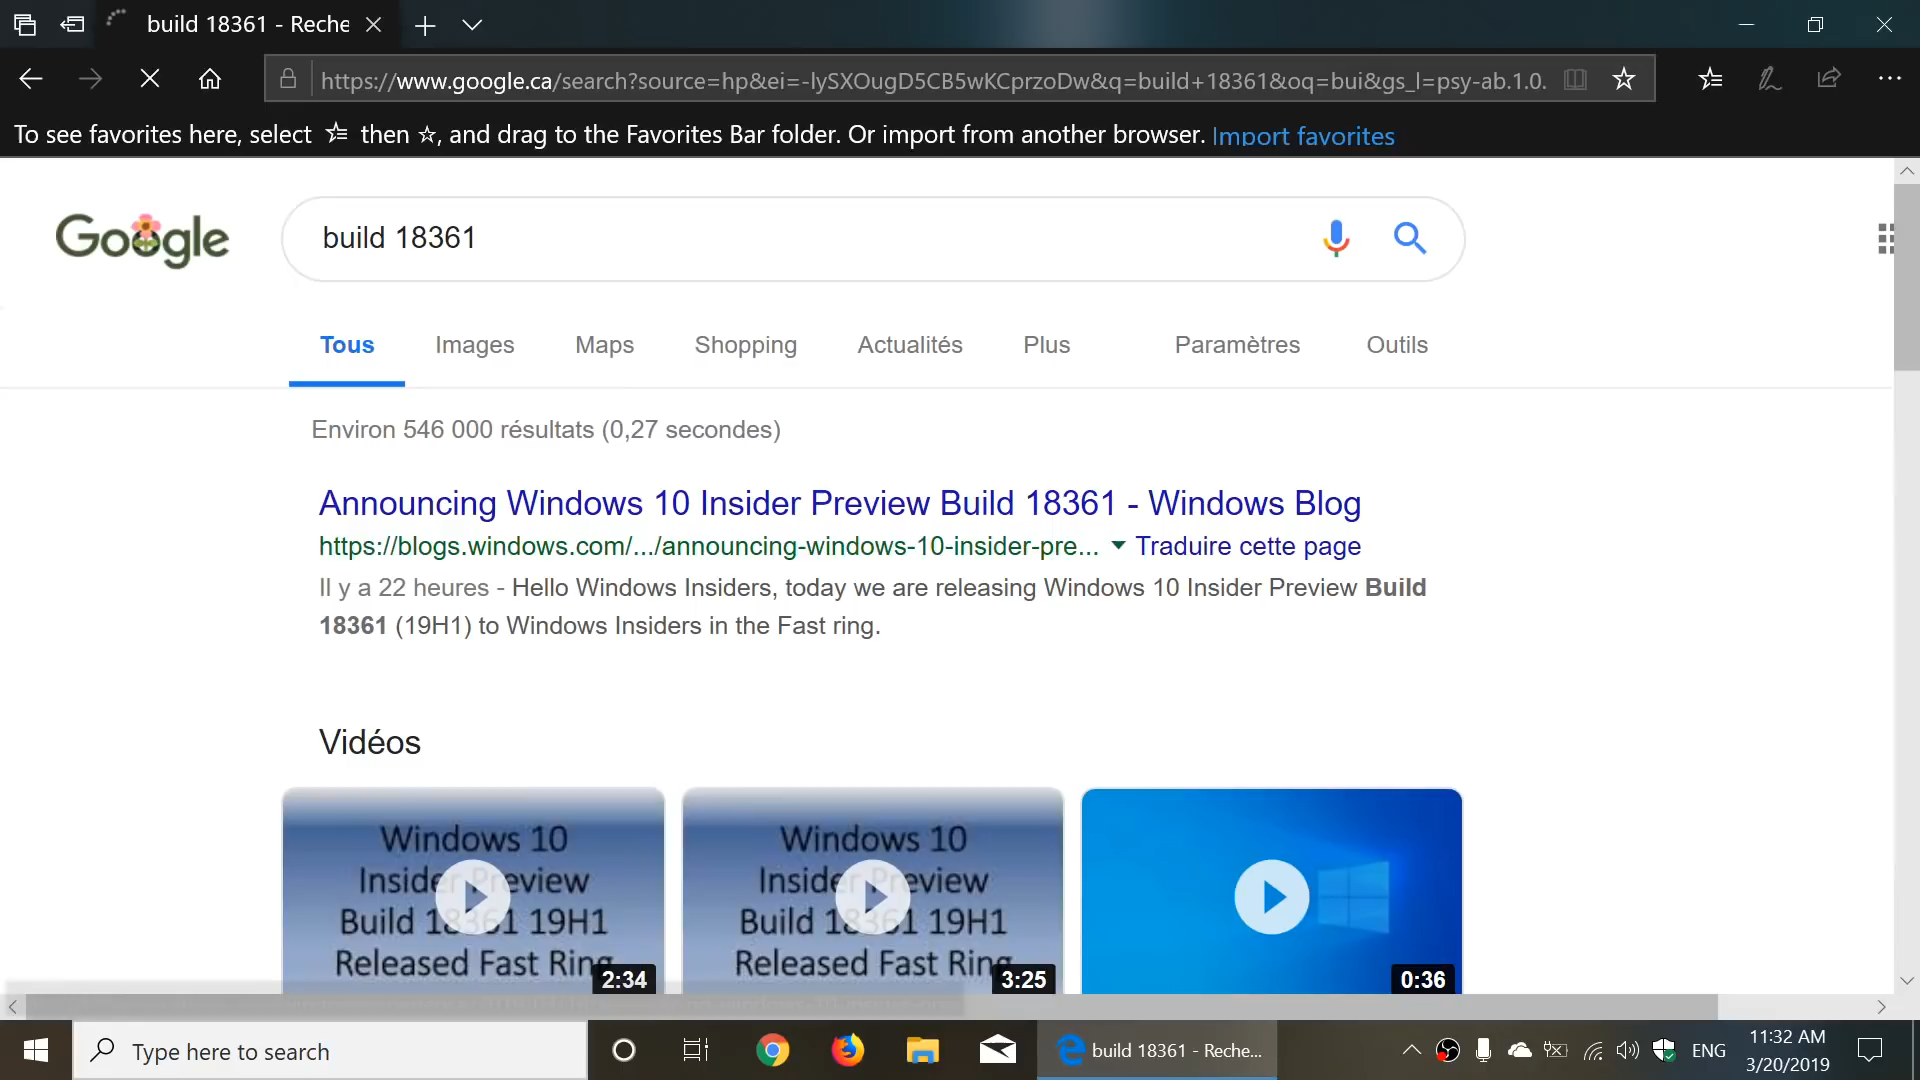 build 18361 - Reche
https://www.google.ca/search?source=hp&ei=-lySXOugD5CB5wKCprzoDw&q=build+18361&oq=bui&gs_l=psy-ab.1.0.
To see favorites here, select then , and drag to the Favorites Bar folder. Or import from another browser. Import favorites
Google
build 18361
Tous Images Maps Shopping Actualités Plus Paramètres Outils
Environ 546 000 résultats (0,27 secondes)
Announcing Windows 10 Insider Preview Build 18361 - Windows Blog
https://blogs.windows.com/.../announcing-windows-10-insider-pre... Traduire cette page
Il y a 22 heures - Hello Windows Insiders, today we are releasing Windows 10 Insider Preview Build
18361 (19H1) to Windows Insiders in the Fast ring.
Vidéos
Windows 10
Insider Preview
Build 18361 19H1
Released Fast Ring
2:34
Windows 10
Insider Preview
Build 18361 19H1
Released Fast Ring
3:25
0:36
Type here to search
build 18361 - Reche...
ENG
11:32 AM
3/20/2019